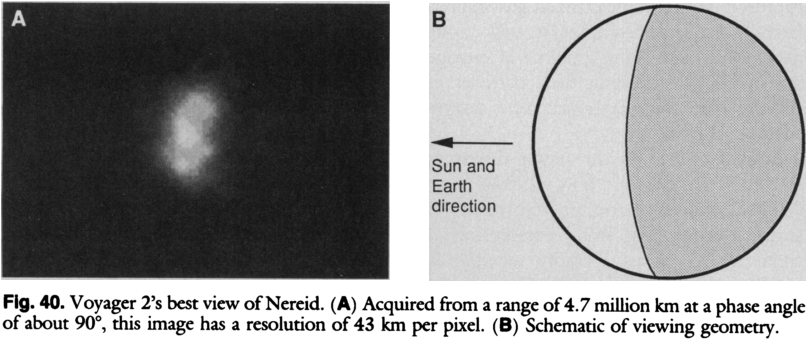 A
B
Sun and
Earth
direction
Fig. 40. Voyager 2's best view of Nereid. (A) Acquired from a range of 4.7 million km at a phase angle
of about 90°, this image has a resolution of 43 km per pixel. (B) Schematic of viewing geometry.